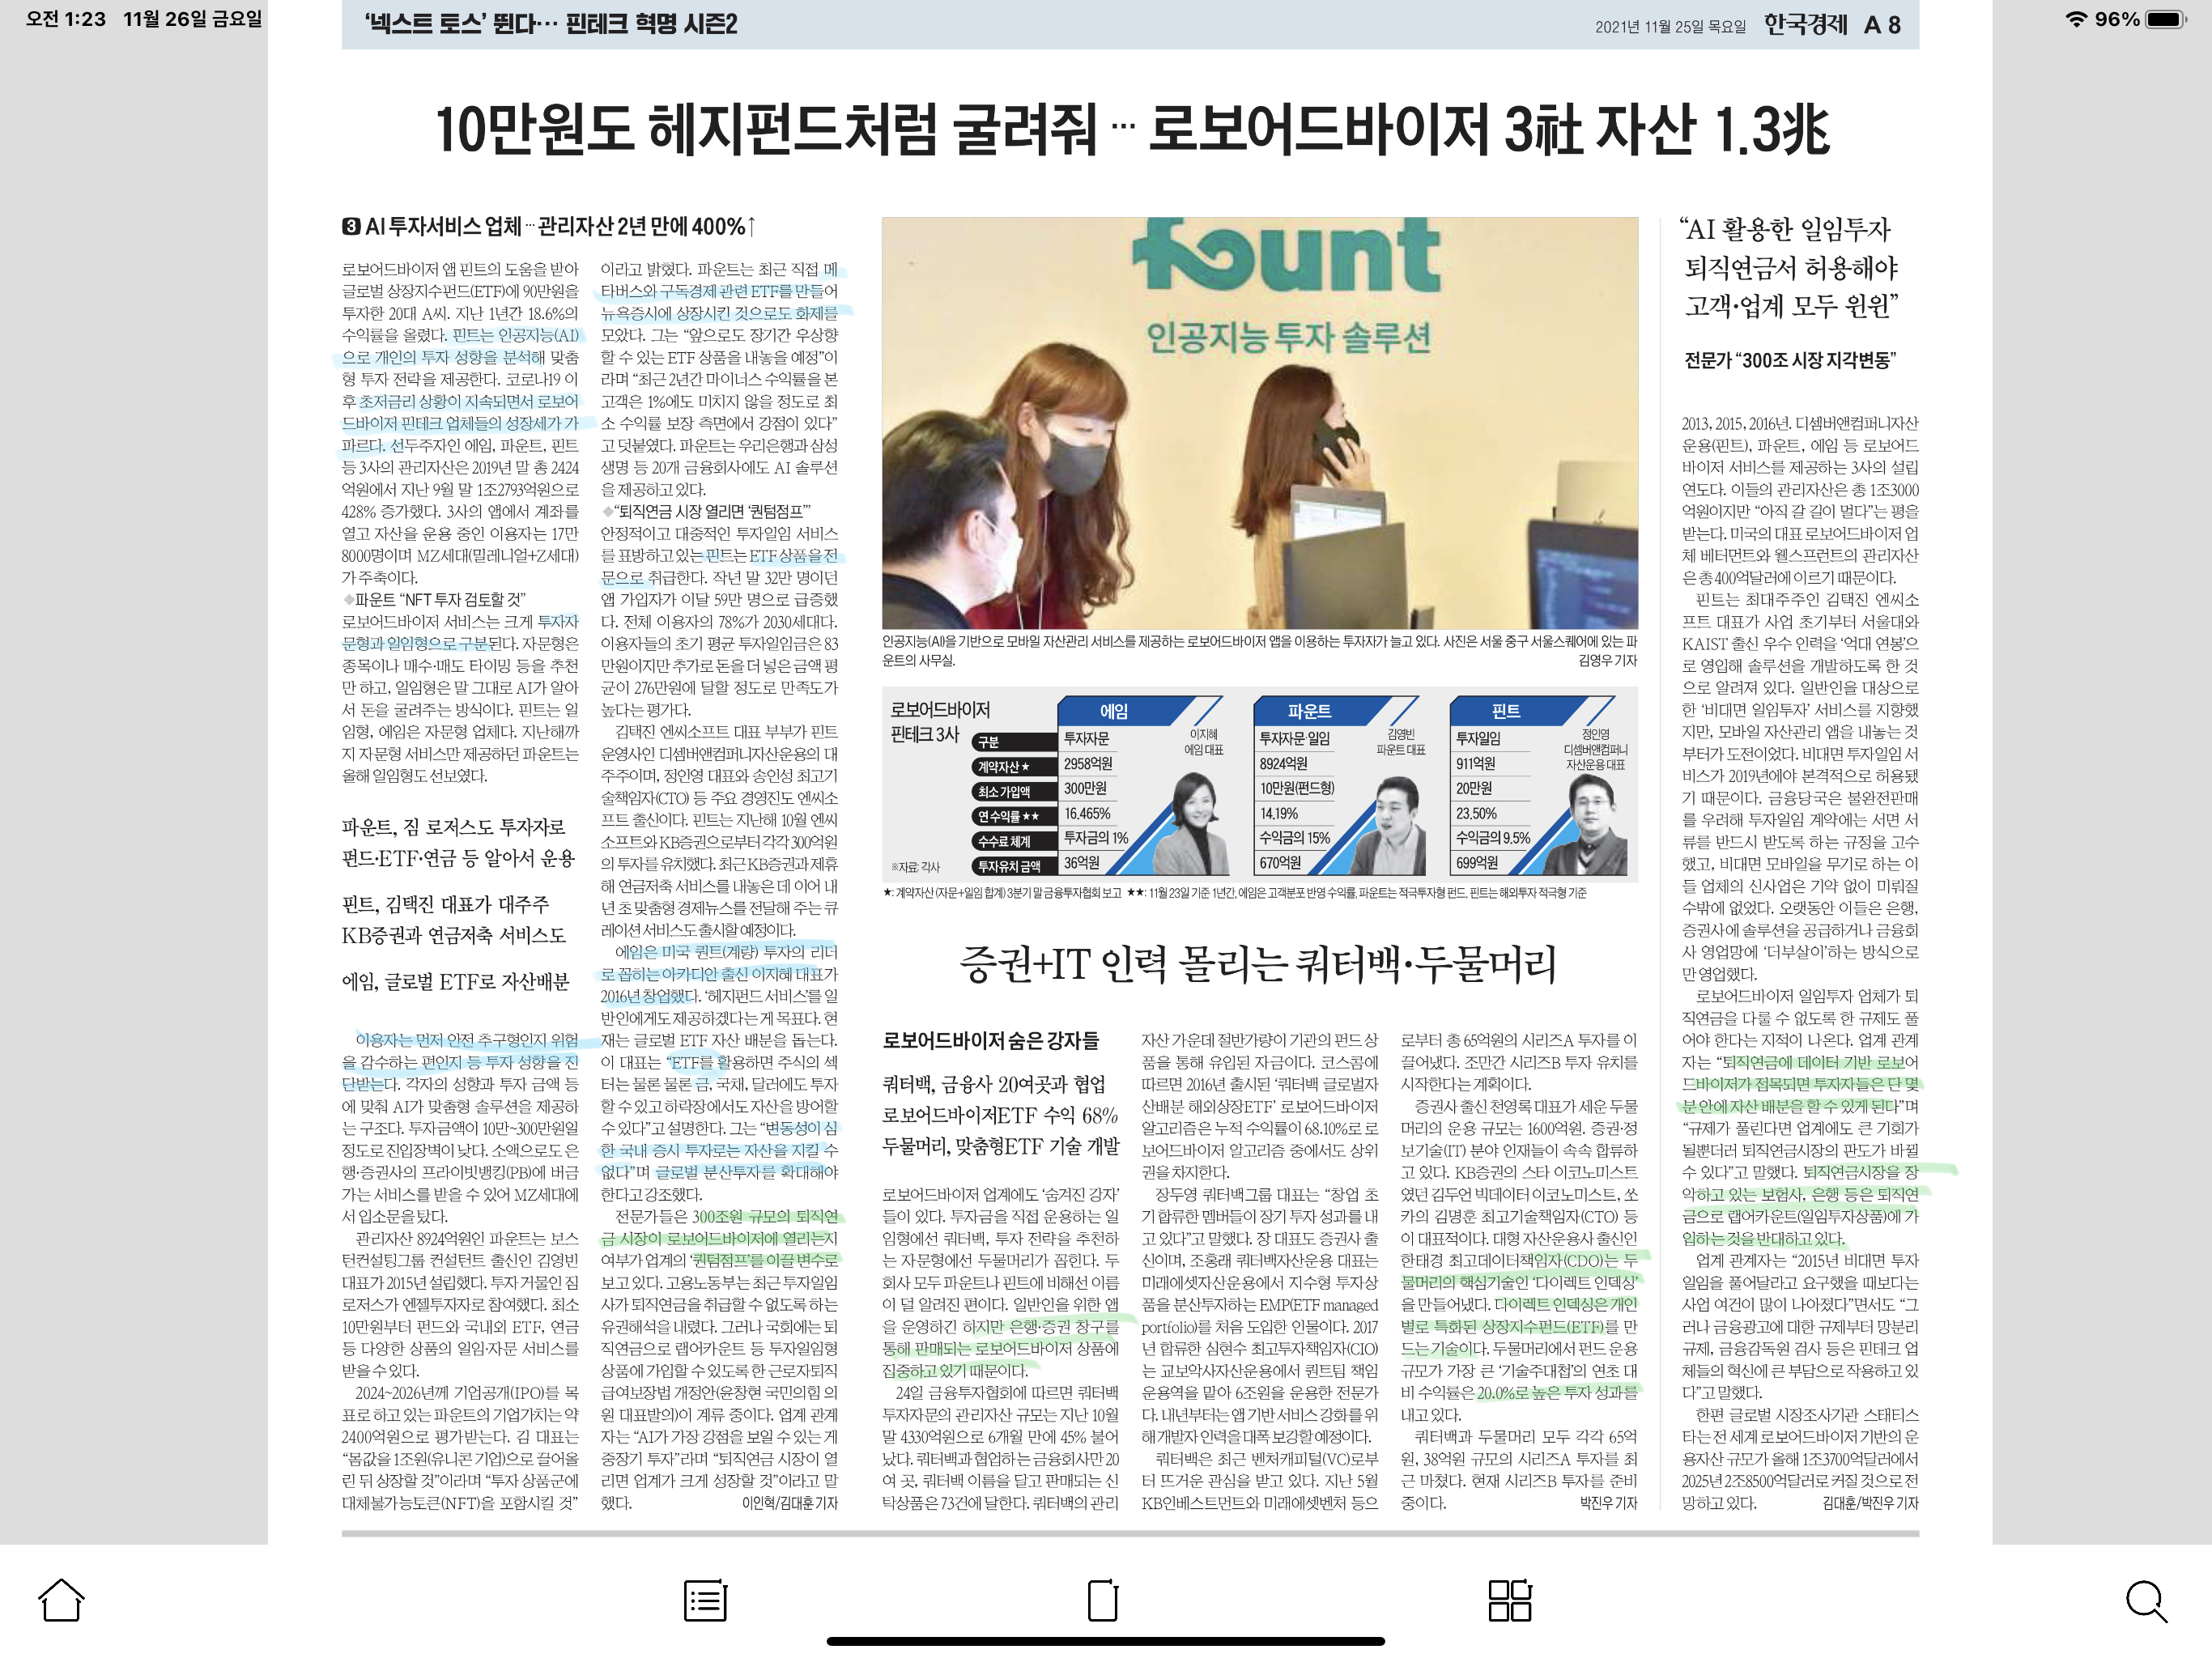 오전 1:23 11월 26일 금요일
96%
‘넥스트 토스’ 뛴다… 핀테크 혁명 시즌2
2021년 11월 25일 목요일 한국경제 A 8
10만원도 헤지펀드처럼 굴려줘 … 로보어드바이저 3社 자산 1.3兆
3 AI 투자서비스 업체 … 관리자산 2년 만에 400%↑
로보어드바이저 앱 핀트의 도움을 받아
글로벌 상장지수펀드(ETF)에 90만원을
투자한 20대 A씨. 지난 1년간 18.6%의
수익률을 올렸다. 핀트는 인공지능(AI)
으로 개인의 투자 성향을 분석해 맞춤
형 투자 전략을 제공한다. 코로나19 이
후 초저금리 상황이 지속되면서 로보어
드바이저 핀테크 업체들의 성장세가 가
파르다. 선두주자인 에임, 파운트, 핀트
등 3사의 관리자산은 2019년 말 총 2424
억원에서 지난 9월 말 1조2793억원으로
428% 증가했다. 3사의 앱에서 계좌를
열고 자산을 운용 중인 이용자는 17만
8000명이며 MZ세대(밀레니얼+Z세대)
가 주축이다.
◆파운트 “NFT 투자 검토할 것”
로보어드바이저 서비스는 크게 투자자
문형과 일임형으로 구분된다. 자문형은
종목이나 매수·매도 타이밍 등을 추천
만 하고, 일임형은 말 그대로 AI가 알아
서 돈을 굴려주는 방식이다. 핀트는 일
임형, 에임은 자문형 업체다. 지난해까
지 자문형 서비스만 제공하던 파운트는
올해 일임형도 선보였다.
파운트, 짐 로저스도 투자자로
펀드·ETF·연금 등 알아서 운용
핀트, 김택진 대표가 대주주
KB증권과 연금저축 서비스도
에임, 글로벌 ETF로 자산배분
이용자는 먼저 안전 추구형인지 위험
을 감수하는 편인지 등 투자 성향을 진
단받는다. 각자의 성향과 투자 금액 등
에 맞춰 AI가 맞춤형 솔루션을 제공하
는 구조다. 투자금액이 10만~300만원일
정도로 진입장벽이 낮다. 소액으로도 은
행·증권사의 프라이빗뱅킹(PB)에 버금
가는 서비스를 받을 수 있어 MZ세대에
서 입소문을 탔다.
관리자산 8924억원인 파운트는 보스
턴컨설팅그룹 컨설턴트 출신인 김영빈
대표가 2015년 설립했다. 투자 거물인 짐
로저스가 엔젤투자자로 참여했다. 최소
10만원부터 펀드와 국내외 ETF, 연금
등 다양한 상품의 일임·자문 서비스를
받을 수 있다.
2024~2026년께 기업공개(IPO)를 목
표로 하고 있는 파운트의 기업가치는 약
2400억원으로 평가받는다. 김 대표는
“몸값을 1조원(유니콘 기업)으로 끌어올
린 뒤 상장할 것”이라며 “투자 상품군에
대체불가능토큰(NFT)을 포함시킬 것”
이라고 밝혔다. 파운트는 최근 직접 메
타버스와 구독경제 관련 ETF를 만들어
뉴욕증시에 상장시킨 것으로도 화제를
모았다. 그는 “앞으로도 장기간 우상향
할 수 있는 ETF 상품을 내놓을 예정”이
라며 “최근 2년간 마이너스 수익률을 본
고객은 1%에도 미치지 않을 정도로 최
소 수익률 보장 측면에서 강점이 있다”
고 덧붙였다. 파운트는 우리은행과 삼성
생명 등 20개 금융회사에도 AI 솔루션
을 제공하고 있다.
◆“퇴직연금 시장 열리면 ‘퀀텀점프’”
안정적이고 대중적인 투자일임 서비스
를 표방하고 있는 핀트는 ETF 상품을 전
문으로 취급한다. 작년 말 32만 명이던
앱 가입자가 이달 59만 명으로 급증했
다. 전체 이용자의 78%가 2030세대다.
이용자들의 초기 평균 투자일임금은 83
만원이지만 추가로 돈을 더 넣은 금액 평
균이 276만원에 달할 정도로 만족도가
높다는 평가다.
김택진 엔씨소프트 대표 부부가 핀트
운영사인 디셈버앤컴퍼니자산운용의 대
주주이며, 정인영 대표와 송인성 최고기
술책임자(CTO) 등 주요 경영진도 엔씨소
프트 출신이다. 핀트는 지난해 10월 엔씨
소프트와 KB증권으로부터 각각 300억원
의 투자를 유치했다. 최근 KB증권과 제휴
해 연금저축 서비스를 내놓은 데 이어 내
년 초 맞춤형 경제뉴스를 전달해 주는 큐
레이션 서비스도 출시할 예정이다.
에임은 미국 퀀트(계량) 투자의 리더
로 꼽히는 아카디안 출신 이지혜 대표가
2016년 창업했다. ‘헤지펀드 서비스’를 일
반인에게도 제공하겠다는 게 목표다. 현
재는 글로벌 ETF 자산 배분을 돕는다.
이 대표는 “ETF를 활용하면 주식의 섹
터는 물론 물론 금, 국채, 달러에도 투자
할 수 있고 하락장에서도 자산을 방어할
수 있다”고 설명한다. 그는 “변동성이 심
한 국내 증시 투자로는 자산을 지킬 수
없다”며 글로벌 분산투자를 확대해야
한다고 강조했다.
전문가들은 300조원 규모의 퇴직연
금 시장이 로보어드바이저에 열리는지
여부가 업계의 ‘퀀텀점프’를 이끌 변수로
보고 있다. 고용노동부는 최근 투자일임
사가 퇴직연금을 취급할 수 없도록 하는
유권해석을 내렸다. 그러나 국회에는 퇴
직연금으로 랩어카운트 등 투자일임형
상품에 가입할 수 있도록 한 근로자퇴직
급여보장법 개정안(윤창현 국민의힘 의
원 대표발의)이 계류 중이다. 업계 관계
자는 “AI가 가장 강점을 보일 수 있는 게
중장기 투자”라며 “퇴직연금 시장이 열
리면 업계가 크게 성장할 것”이라고 말
했다. 이인혁/김대훈 기자
fount
인공지능 투자 솔루션
인공지능(AI)을 기반으로 모바일 자산관리 서비스를 제공하는 로보어드바이저 앱을 이용하는 투자자가 늘고 있다. 사진은 서울 중구 서울스퀘어에 있는 파
운트의 사무실. 김영우 기자
로보어드바이저
핀테크 3사
에임 파운트 핀트
구분 투자자문 투자자문·일임 투자일임
계약자산★ 2958억원 8924억원 911억원
최소 가입액 300만원 10만원(펀드형) 20만원
연 수익률★★ 16.465% 14.19% 23.50%
수수료 체계 투자금의 1% 수익금의 15% 수익금의 9.5%
투자유치 금액 36억원 670억원 699억원
이지혜
에임 대표
김영빈
파운트 대표
정인영
디셈버앤컴퍼니
자산운용 대표
※자료: 각사
★: 계약자산(자문+일임 합계) 3분기 말 금융투자협회 보고 ★★: 11월 23일 기준 1년간, 에임은 고객분포 반영 수익률, 파운트는 적극투자형 펀드, 핀트는 해외투자 적극형 기준
증권+IT 인력 몰리는 쿼터백·두물머리
로보어드바이저 숨은 강자들
쿼터백, 금융사 20여곳과 협업
로보어드바이저ETF 수익 68%
두물머리, 맞춤형ETF 기술 개발
로보어드바이저 업계에도 ‘숨겨진 강자’
들이 있다. 투자금을 직접 운용하는 일
임형에선 쿼터백, 투자 전략을 추천하
는 자문형에선 두물머리가 꼽힌다. 두
회사 모두 파운트나 핀트에 비해선 이름
이 덜 알려진 편이다. 일반인을 위한 앱
을 운영하긴 하지만 은행·증권 창구를
통해 판매되는 로보어드바이저 상품에
집중하고 있기 때문이다.
24일 금융투자협회에 따르면 쿼터백
투자자문의 관리자산 규모는 지난 10월
말 4330억원으로 6개월 만에 45% 불어
났다. 쿼터백과 협업하는 금융회사만 20
여 곳, 쿼터백 이름을 달고 판매되는 신
탁상품은 73건에 달한다. 쿼터백의 관리
자산 가운데 절반가량이 기관의 펀드 상
품을 통해 유입된 자금이다. 코스콤에
따르면 2016년 출시된 ‘쿼터백 글로벌자
산배분 해외상장ETF’ 로보어드바이저
알고리즘은 누적 수익률이 68.10%로 로
보어드바이저 알고리즘 중에서도 상위
권을 차지한다.
장두영 쿼터백그룹 대표는 “창업 초
기 합류한 멤버들이 장기 투자 성과를 내
고 있다”고 말했다. 장 대표도 증권사 출
신이며, 조홍래 쿼터백자산운용 대표는
미래에셋자산운용에서 지수형 투자상
품을 분산투자하는 EMP(ETF managed
portfolio)를 처음 도입한 인물이다. 2017
년 합류한 심현수 최고투자책임자(CIO)
는 교보악사자산운용에서 퀀트팀 책임
운용역을 맡아 6조원을 운용한 전문가
다. 내년부터는 앱 기반 서비스 강화를 위
해 개발자 인력을 대폭 보강할 예정이다.
쿼터백은 최근 벤처캐피털(VC)로부
터 뜨거운 관심을 받고 있다. 지난 5월
KB인베스트먼트와 미래에셋벤처 등으
로부터 총 65억원의 시리즈A 투자를 이
끌어냈다. 조만간 시리즈B 투자 유치를
시작한다는 계획이다.
증권사 출신 천영록 대표가 세운 두물
머리의 운용 규모는 1600억원. 증권·정
보기술(IT) 분야 인재들이 속속 합류하
고 있다. KB증권의 스타 이코노미스트
였던 김두언 빅데이터 이코노미스트, 쏘
카의 김명훈 최고기술책임자(CTO) 등
이 대표적이다. 대형 자산운용사 출신인
한태경 최고데이터책임자(CDO)는 두
물머리의 핵심기술인 ‘다이렉트 인덱싱’
을 만들어냈다. 다이렉트 인덱싱은 개인
별로 특화된 상장지수펀드(ETF)를 만
드는 기술이다. 두물머리에서 펀드 운용
규모가 가장 큰 ‘기술주대첩’의 연초 대
비 수익률은 20.0%로 높은 투자 성과를
내고 있다.
쿼터백과 두물머리 모두 각각 65억
원, 38억원 규모의 시리즈A 투자를 최
근 마쳤다. 현재 시리즈B 투자를 준비
중이다. 박진우 기자
“AI 활용한 일임투자
퇴직연금서 허용해야
고객·업계 모두 윈윈”
전문가 “300조 시장 지각변동”
2013, 2015, 2016년. 디셈버앤컴퍼니자산
운용(핀트), 파운트, 에임 등 로보어드
바이저 서비스를 제공하는 3사의 설립
연도다. 이들의 관리자산은 총 1조3000
억원이지만 “아직 갈 길이 멀다”는 평을
받는다. 미국의 대표 로보어드바이저 업
체 베터먼트와 웰스프런트의 관리자산
은 총 400억달러에 이르기 때문이다.
핀트는 최대주주인 김택진 엔씨소
프트 대표가 사업 초기부터 서울대와
KAIST 출신 우수 인력을 ‘억대 연봉’으
로 영입해 솔루션을 개발하도록 한 것
으로 알려져 있다. 일반인을 대상으로
한 ‘비대면 일임투자’ 서비스를 지향했
지만, 모바일 자산관리 앱을 내놓는 것
부터가 도전이었다. 비대면 투자일임 서
비스가 2019년에야 본격적으로 허용됐
기 때문이다. 금융당국은 불완전판매
를 우려해 투자일임 계약에는 서면 서
류를 반드시 받도록 하는 규정을 고수
했고, 비대면 모바일을 무기로 하는 이
들 업체의 신사업은 기약 없이 미뤄질
수밖에 없었다. 오랫동안 이들은 은행,
증권사에 솔루션을 공급하거나 금융회
사 영업망에 ‘더부살이’하는 방식으로
만 영업했다.
로보어드바이저 일임투자 업체가 퇴
직연금을 다룰 수 없도록 한 규제도 풀
어야 한다는 지적이 나온다. 업계 관계
자는 “퇴직연금에 데이터 기반 로보어
드바이저가 접목되면 투자자들은 단 몇
분 안에 자산 배분을 할 수 있게 된다”며
“규제가 풀린다면 업계에도 큰 기회가
될뿐더러 퇴직연금시장의 판도가 바뀔
수 있다”고 말했다. 퇴직연금시장을 장
악하고 있는 보험사, 은행 등은 퇴직연
금으로 랩어카운트(일임투자상품)에 가
입하는 것을 반대하고 있다.
업계 관계자는 “2015년 비대면 투자
일임을 풀어달라고 요구했을 때보다는
사업 여건이 많이 나아졌다”면서도 “그
러나 금융광고에 대한 규제부터 망분리
규제, 금융감독원 검사 등은 핀테크 업
체들의 혁신에 큰 부담으로 작용하고 있
다”고 말했다.
한편 글로벌 시장조사기관 스태티스
타는 전 세계 로보어드바이저 기반의 운
용자산 규모가 올해 1조3700억달러에서
2025년 2조8500억달러로 커질 것으로 전
망하고 있다. 김대훈/박진우 기자